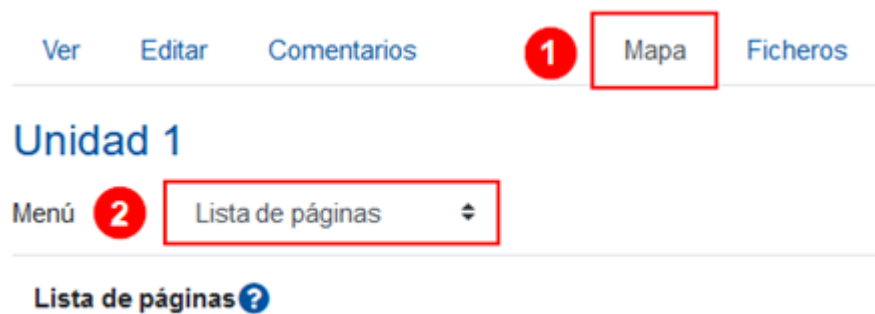 Ver Editar Comentarios 1 Mapa Ficheros
Unidad 1
Menú 2 Lista de páginas
Lista de páginas ?